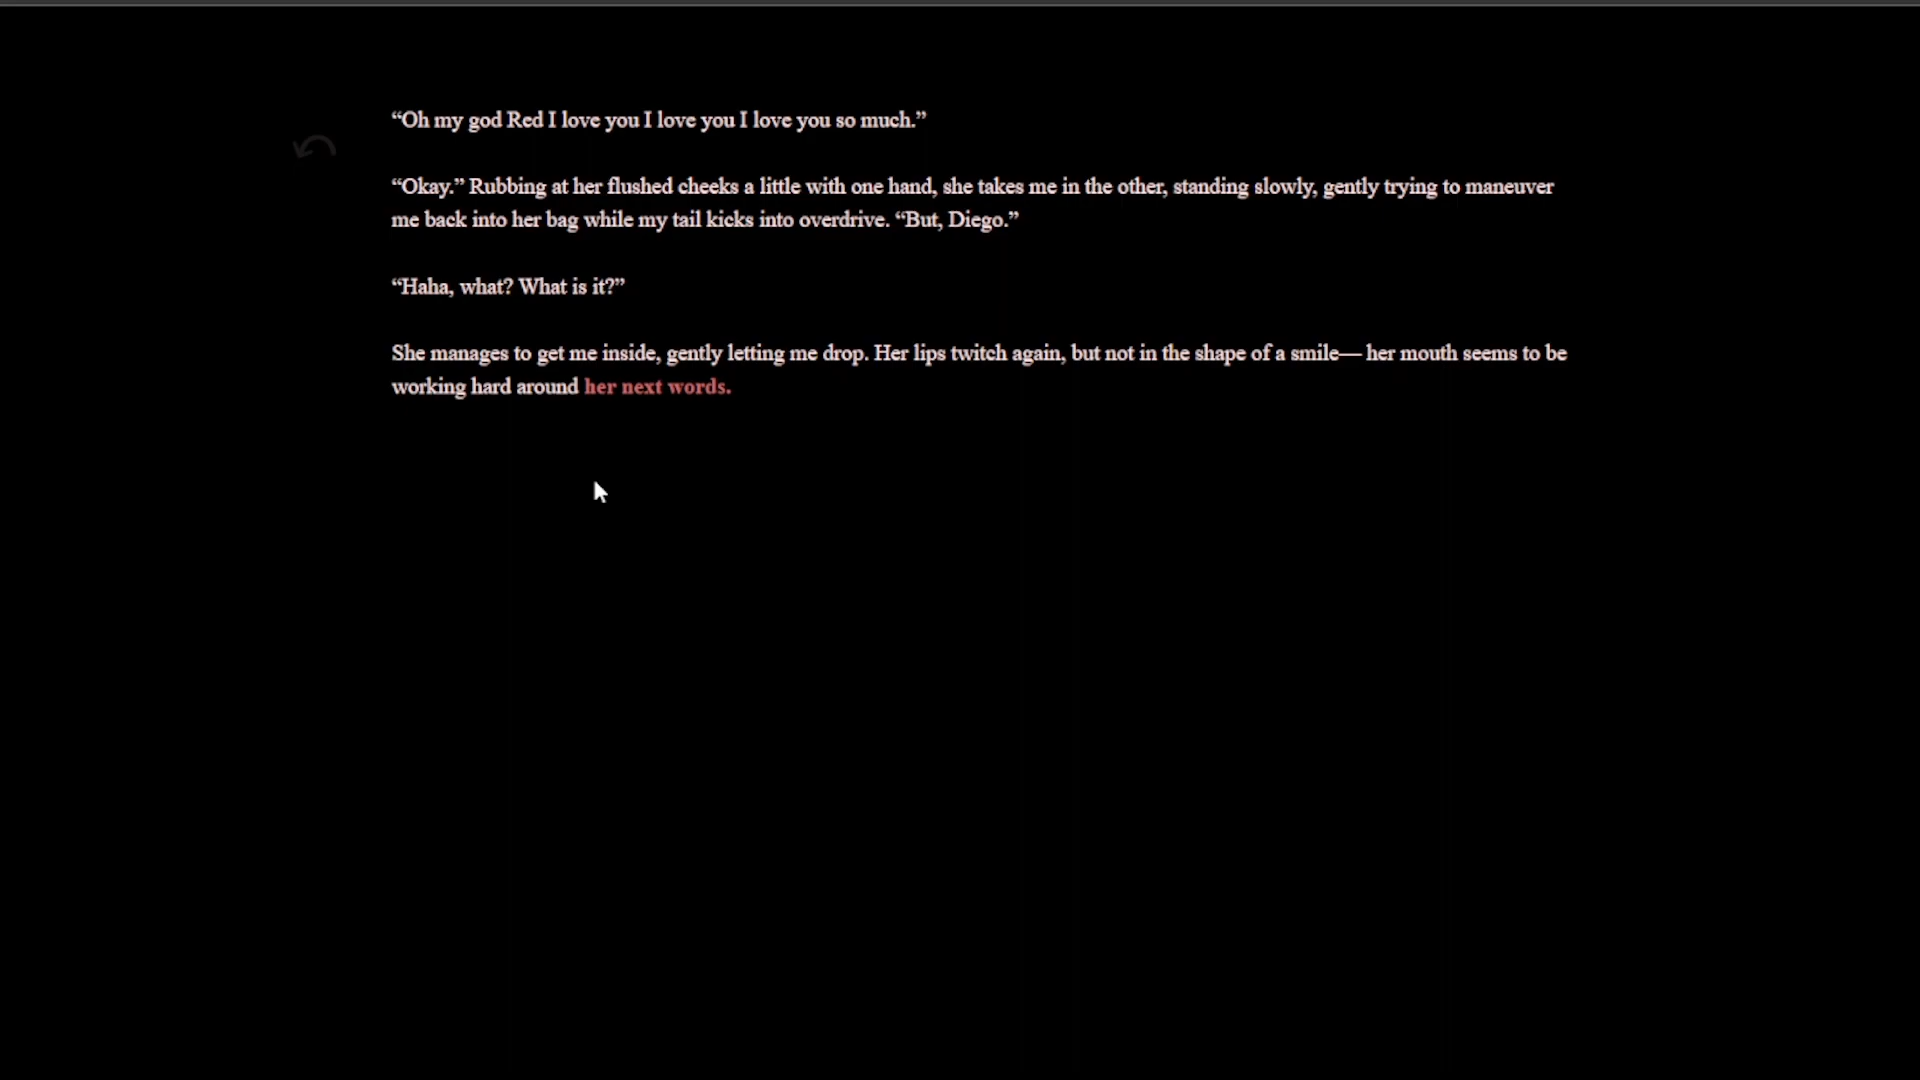 “Oh my god Red I love you I love you I love you so much.”
“Okay.” Rubbing at her flushed cheeks a little with one hand, she takes me in the other, standing slowly, gently trying to maneuver
me back into her bag while my tail kicks into overdrive. “But, Diego.”
“Haha, what? What is it?”
She manages to get me inside, gently letting me drop. Her lips twitch again, but not in the shape of a smile— her mouth seems to be
working hard around her next words.